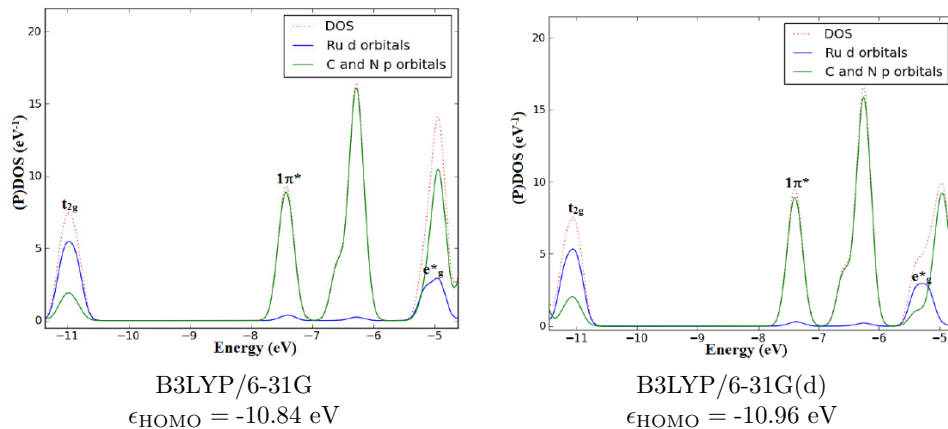 20
15
10
5
0
(P)DOS (eV⁻¹)
DOS
Ru d orbitals
C and N p orbitals
t₂g
1π*
e*g
−11 −10 −9 −8 −7 −6 −5
Energy (eV)
B3LYP/6-31G
ϵHOMO = -10.84 eV
20
15
10
5
0
(P)DOS (eV⁻¹)
DOS
Ru d orbitals
C and N p orbitals
t₂g
1π*
e*g
−11 −10 −9 −8 −7 −6 −5
Energy (eV)
B3LYP/6-31G(d)
ϵHOMO = -10.96 eV